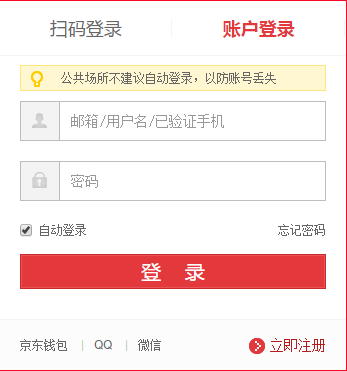 扫码登录 账户登录
公共场所不建议自动登录，以防账号丢失
邮箱/用户名/已验证手机
密码
自动登录 忘记密码
登 录
京东钱包 | QQ | 微信 立即注册